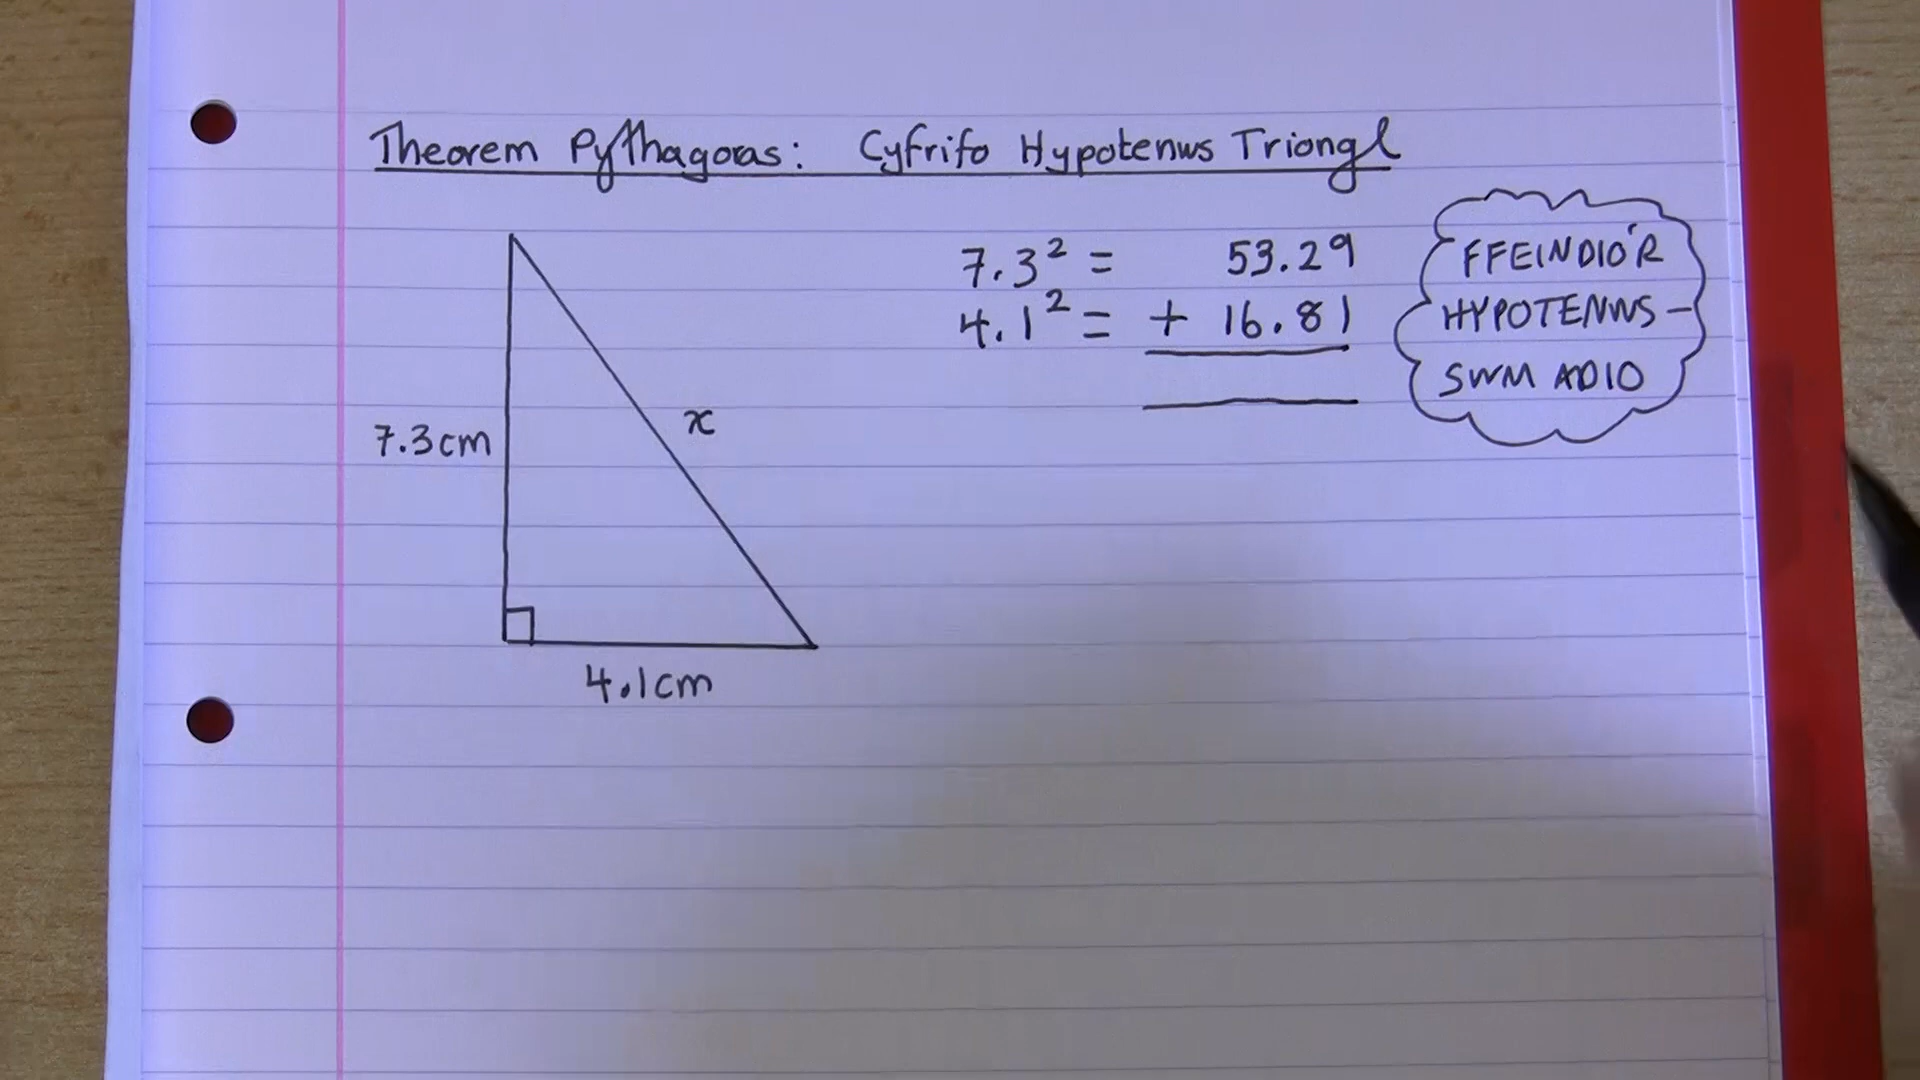 Theorem Pythagoras: Cyfrifo Hypotenws Triongl
7.3² = 53.29
4.1² = + 16.81
FFEINDIO'R
HYPOTENWS -
SWM ADIO
x
7.3cm
4.1cm